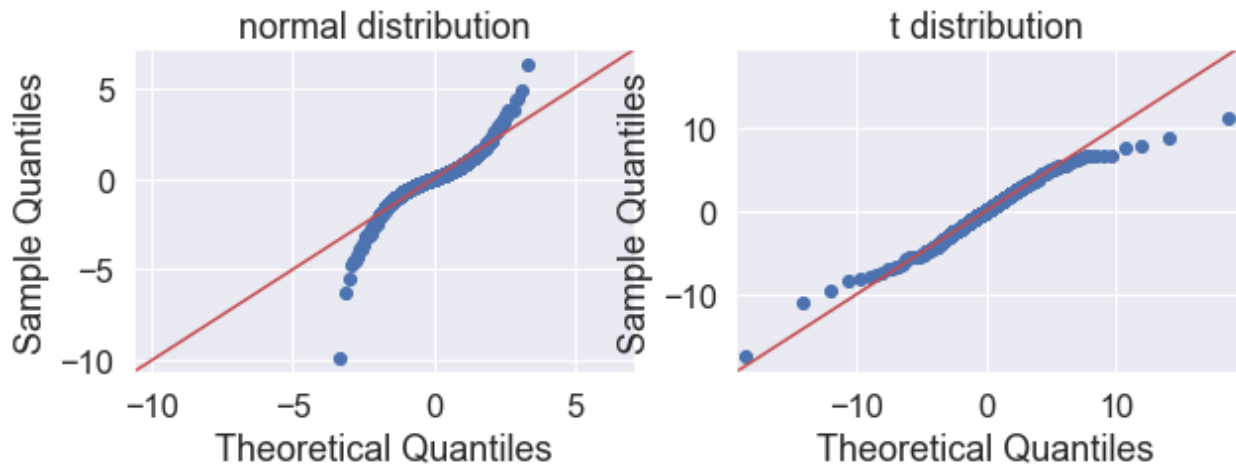 normal distribution
Sample Quantiles
5
0
−5
−10
−10
−5
0
5
Theoretical Quantiles
t distribution
Sample Quantiles
10
0
−10
−10
0
10
Theoretical Quantiles